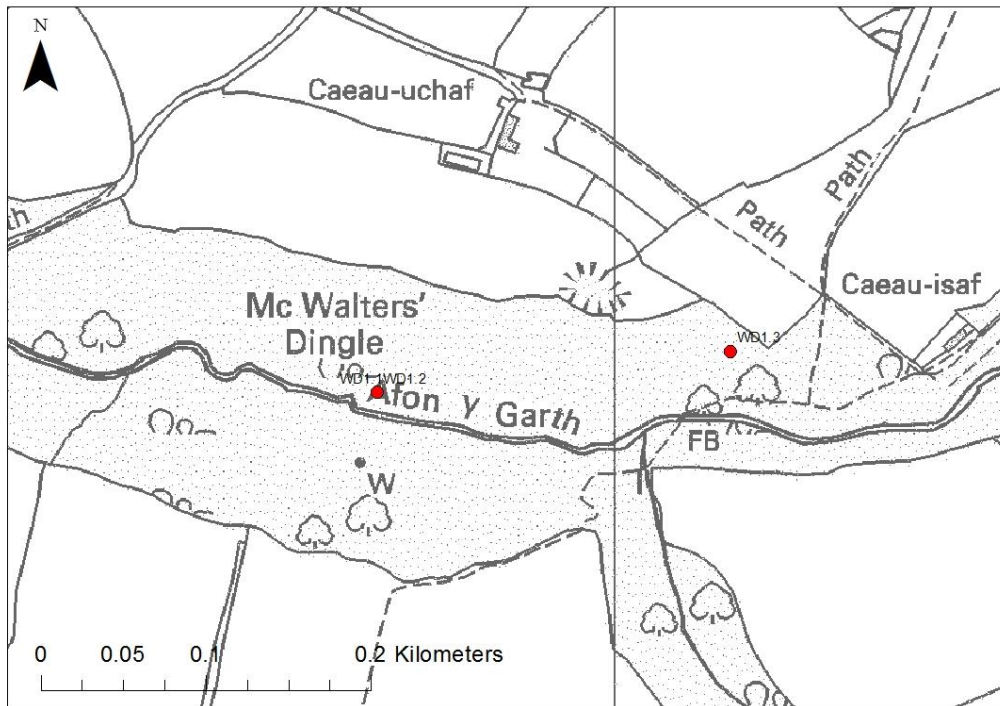 N
Caeau-uchaf
Path
Path
th
Caeau-isaf
Mc Walters'
Dingle
WD1.3
WD1.1WD1.2
Afon y Garth
FB
W
0 0.05 0.1 0.2 Kilometers